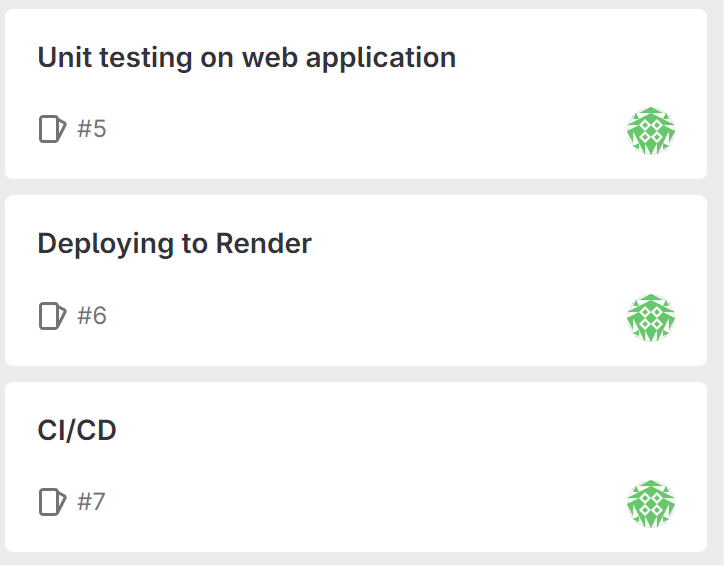 Unit testing on web application
#5
Deploying to Render
#6
CI/CD
#7